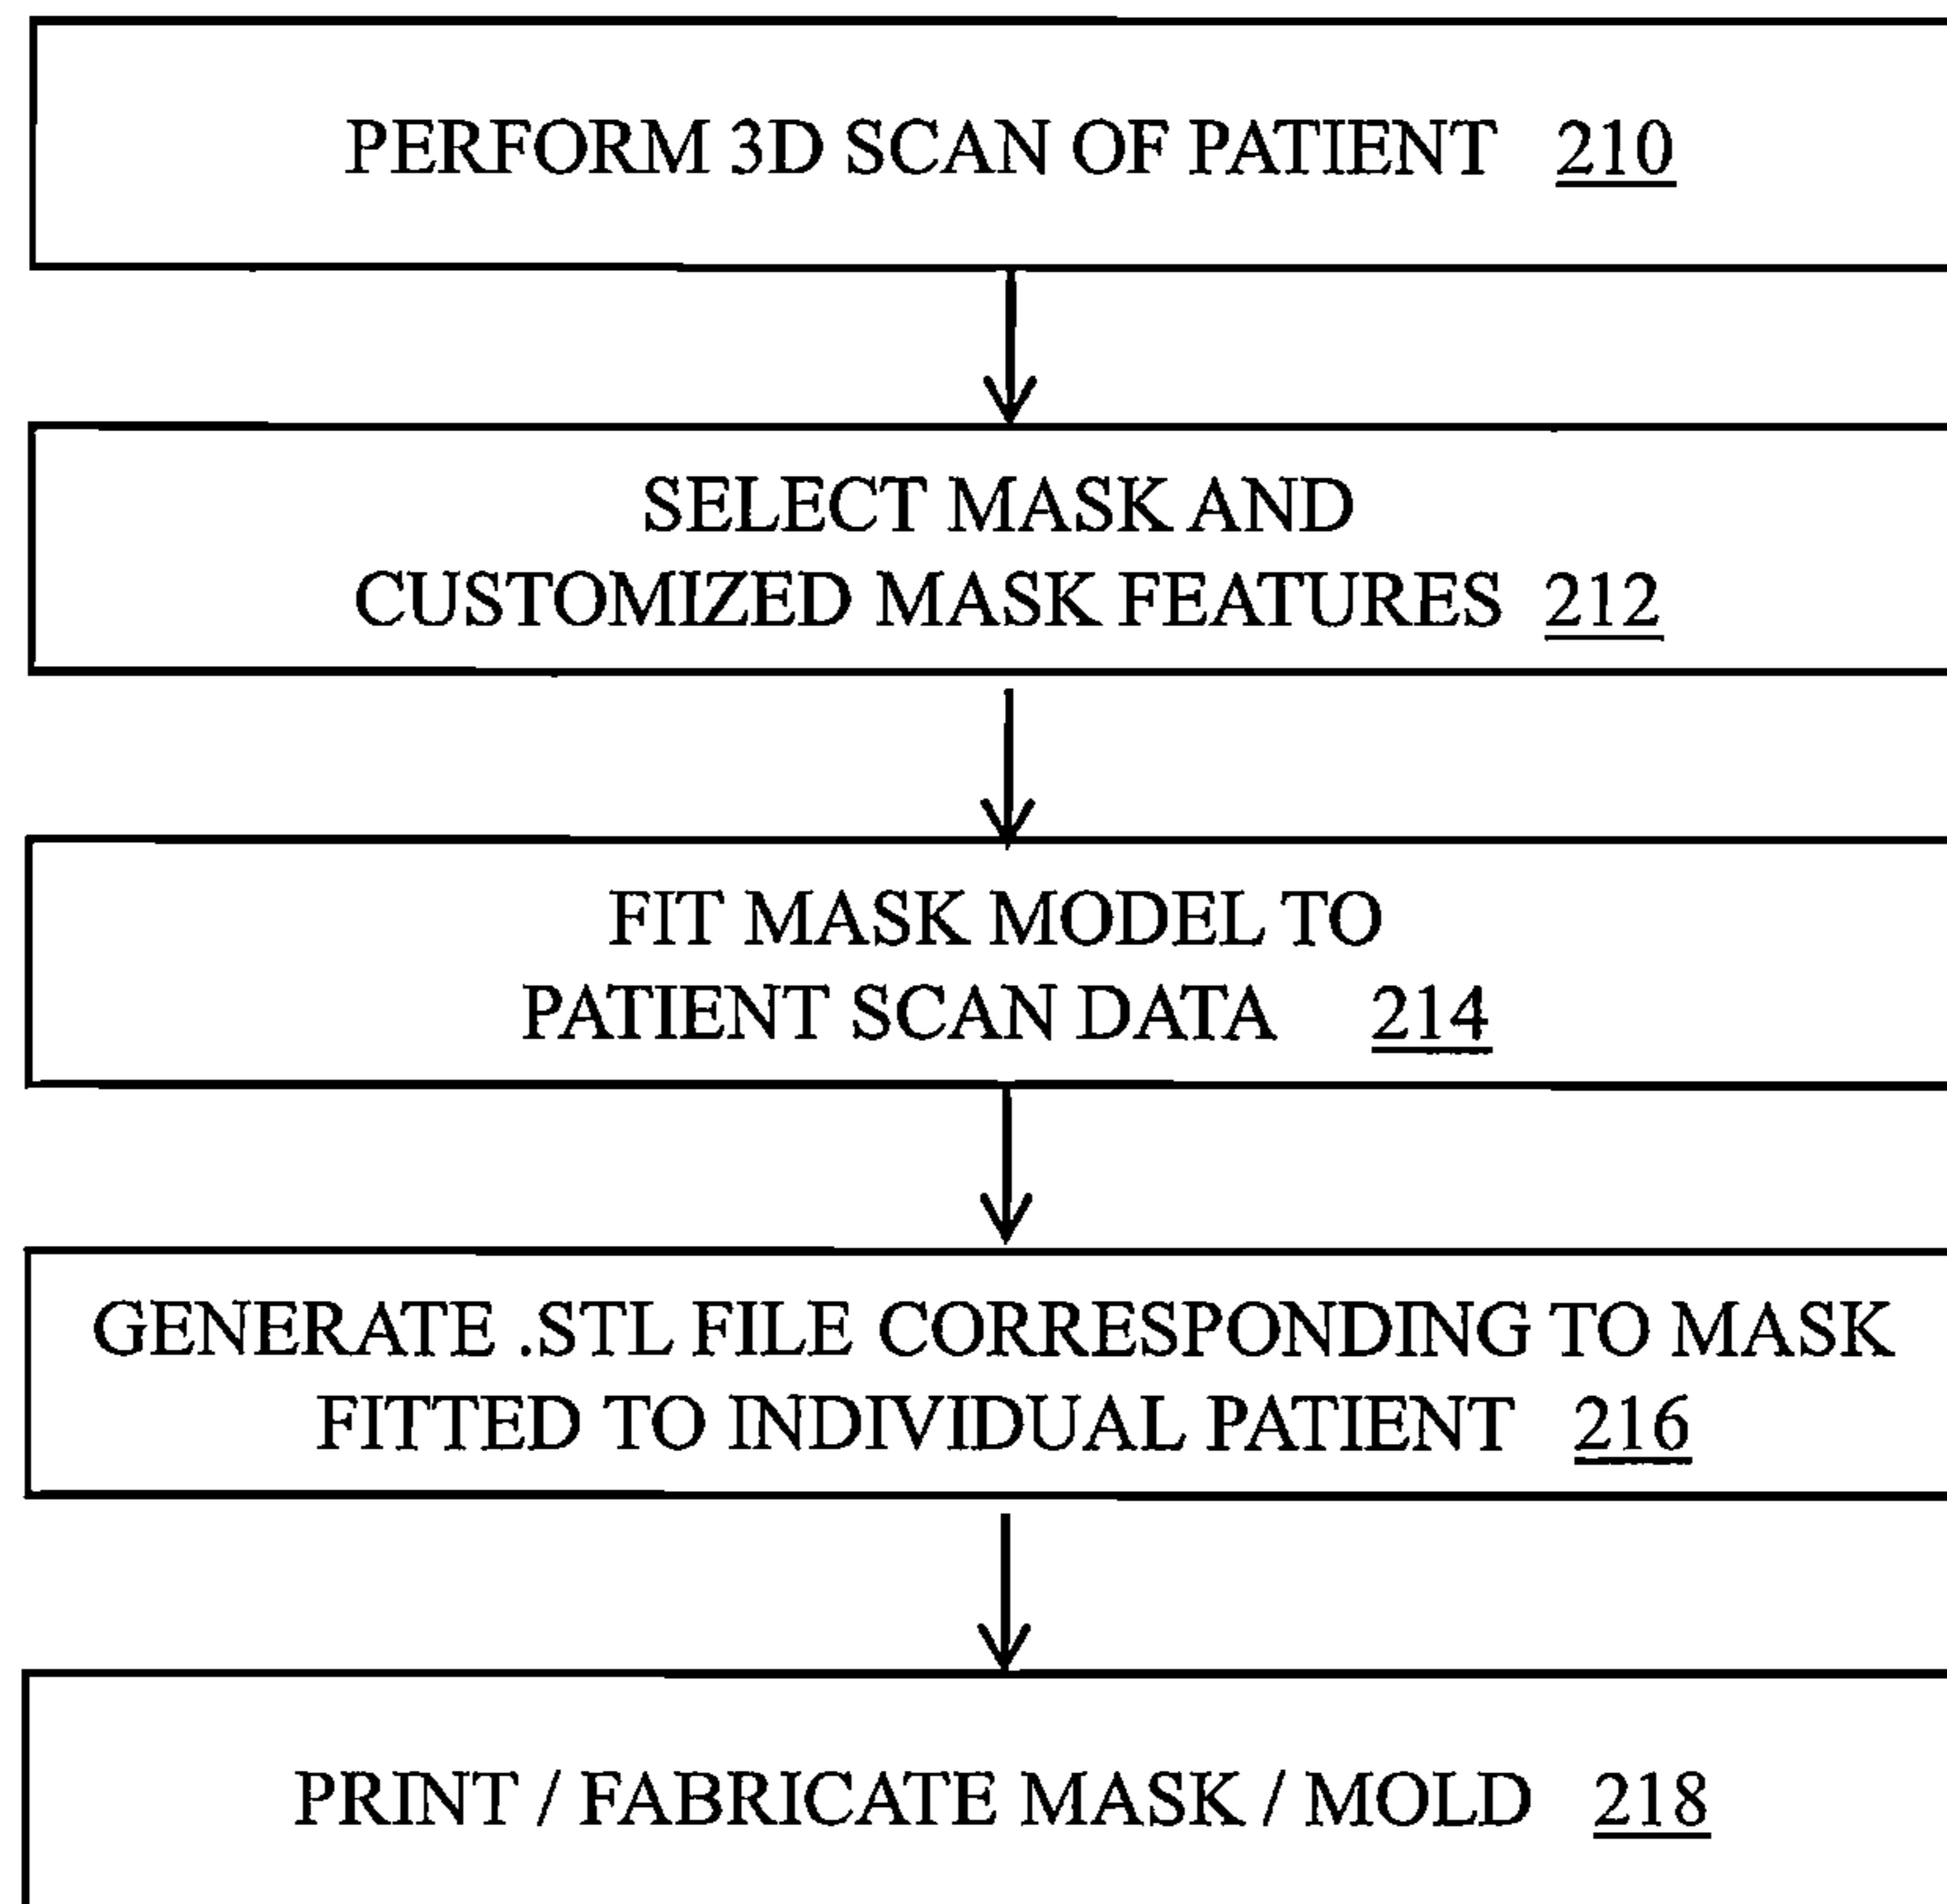 PERFORM 3D SCAN OF PATIENT 210
SELECT MASK AND
CUSTOMIZED MASK FEATURES 212
FIT MASK MODEL TO
PATIENT SCAN DATA 214
GENERATE .STL FILE CORRESPONDING TO MASK
FITTED TO INDIVIDUAL PATIENT 216
PRINT / FABRICATE MASK / MOLD 218